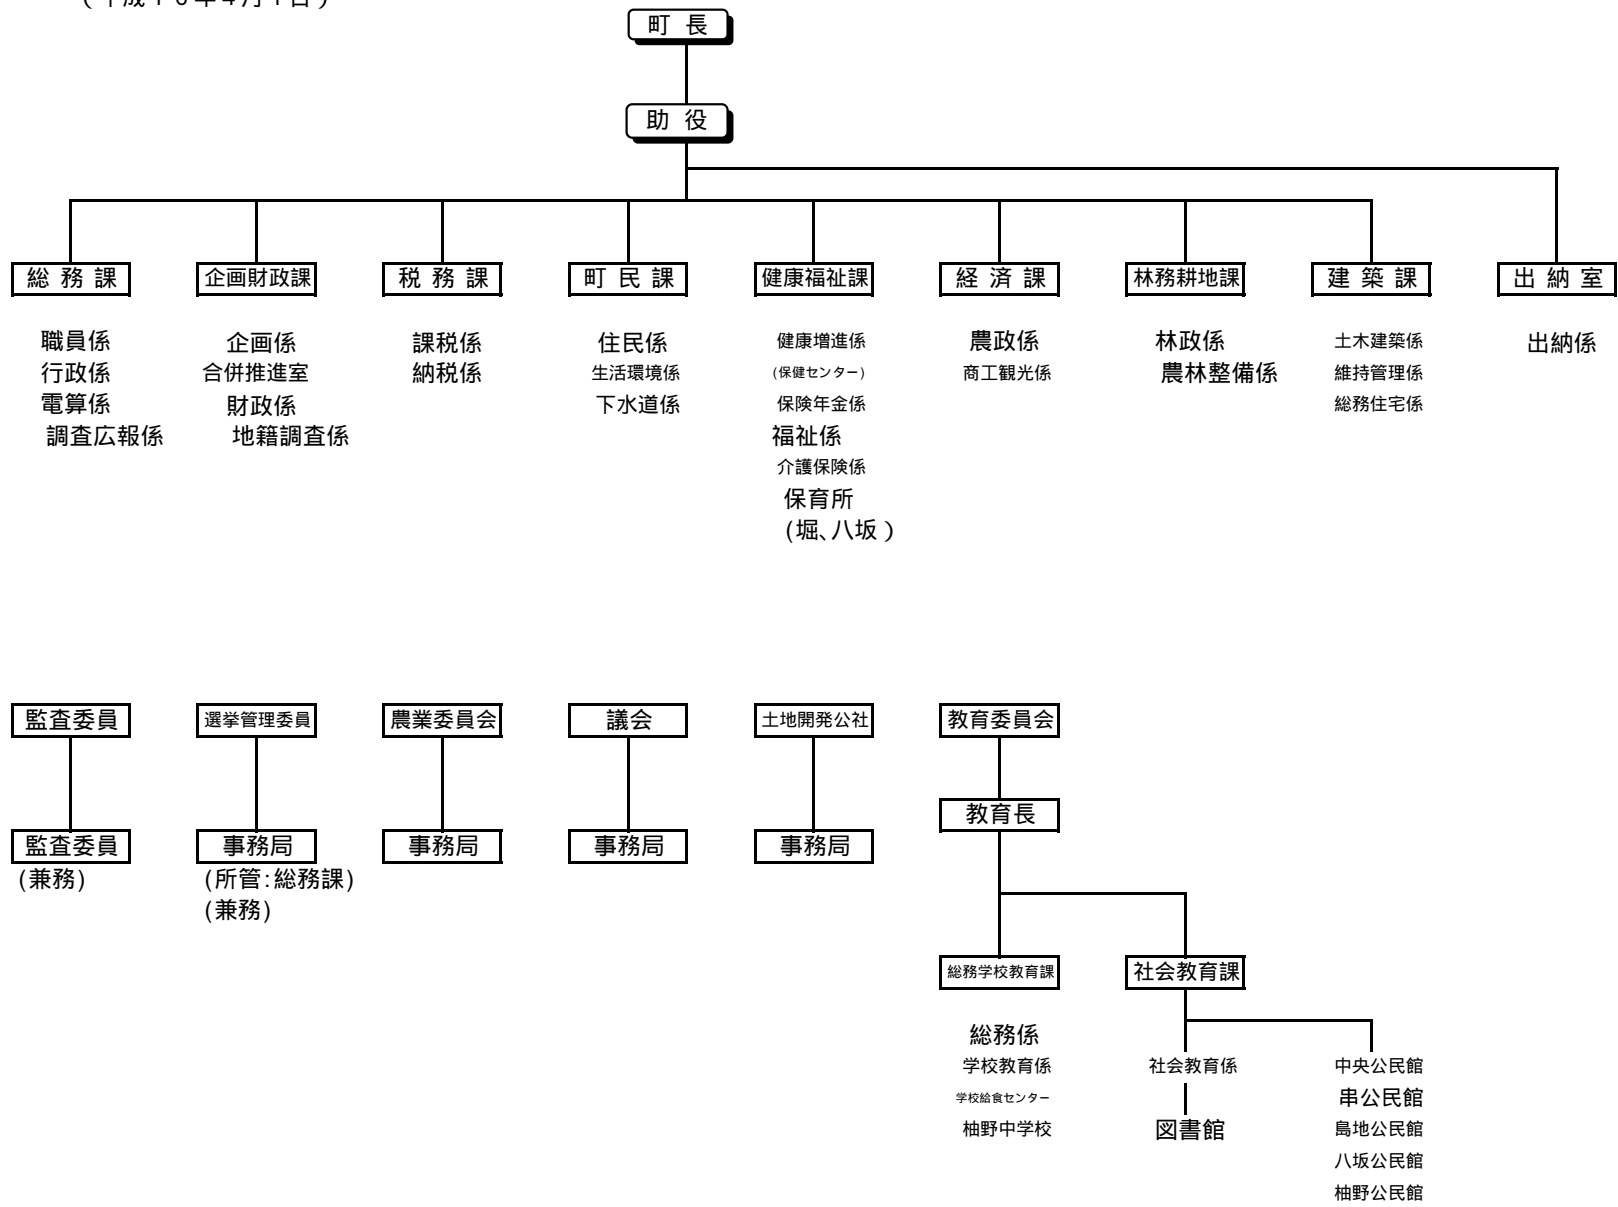 町 長
助 役
総 務 課
企画財政課
税 務 課
町 民 課
健康福祉課
経 済 課
林務耕地課
建 築 課
出 納 室
職員係
行政係
電算係
調査広報係
企画係
合併推進室
財政係
地籍調査係
課税係
納税係
住民係
生活環境係
下水道係
健康増進係
(保健センター)
保険年金係
福祉係
介護保険係
保育所
(堀、八坂)
農政係
商工観光係
林政係
農林整備係
土木建築係
維持管理係
総務住宅係
出納係
監査委員
選挙管理委員
農業委員会
議会
土地開発公社
教育委員会
教育長
監査委員
(兼務)
事務局
(所管:総務課)
(兼務)
事務局
事務局
事務局
総務学校教育課
社会教育課
総務係
学校教育係
学校給食センター
柚野中学校
社会教育係
図書館
中央公民館
串公民館
島地公民館
八坂公民館
柚野公民館